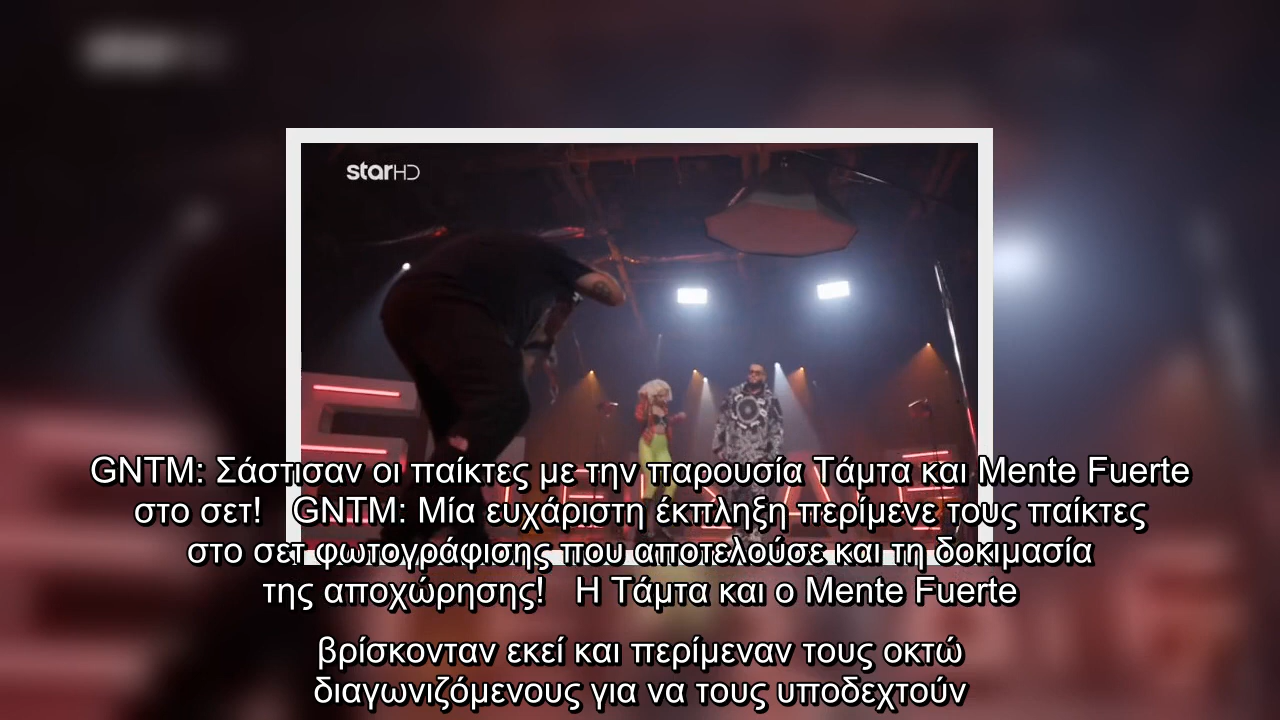 starHD
GNTM: Σάστισαν οι παίκτες με την παρουσία Τάμτα και Mente Fuerte
στο σετ! GNTM: Μία ευχάριστη έκπληξη περίμενε τους παίκτες
στο σετ φωτογράφισης που αποτελούσε και τη δοκιμασία
της αποχώρησης! Η Τάμτα και ο Mente Fuerte
βρίσκονταν εκεί και περίμεναν τους οκτώ
διαγωνιζόμενους για να τους υποδεχτούν